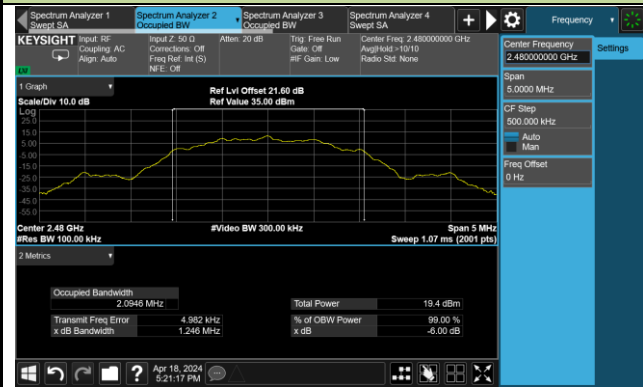 Spectrum Analyzer 1
Swept SA
Spectrum Analyzer 2
Occupied BW
Spectrum Analyzer 3
Occupied BW
Spectrum Analyzer 4
Swept SA
Frequency
KEYSIGHT
Input: RF
Coupling: AC
Align: Auto
Input Z: 50 Ω
Corrections: Off
Freq Ref: Int (S)
NFE: Off
Atten: 20 dB
Trig: Free Run
Gate: Off
#IF Gain: Low
Center Freq: 2.480000000 GHz
Avg|Hold:>10/10
Radio Std: None
LXI
1 Graph
Scale/Div 10.0 dB
Ref Lvl Offset 21.60 dB
Ref Value 35.00 dBm
Log
25.0
15.0
5.00
-5.00
-15.0
-25.0
-35.0
-45.0
-55.0
Center 2.48 GHz
#Res BW 100.00 kHz
#Video BW 300.00 kHz
Span 5 MHz
Sweep 1.07 ms (2001 pts)
2 Metrics
Occupied Bandwidth
2.0946 MHz
Transmit Freq Error 4.982 kHz
x dB Bandwidth 1.246 MHz
Total Power 19.4 dBm
% of OBW Power 99.00 %
x dB -6.00 dB
Center Frequency
2.480000000 GHz
Settings
Span
5.0000 MHz
CF Step
500.000 kHz
Auto
Man
Freq Offset
0 Hz
?
Apr 18, 2024
5:21:17 PM